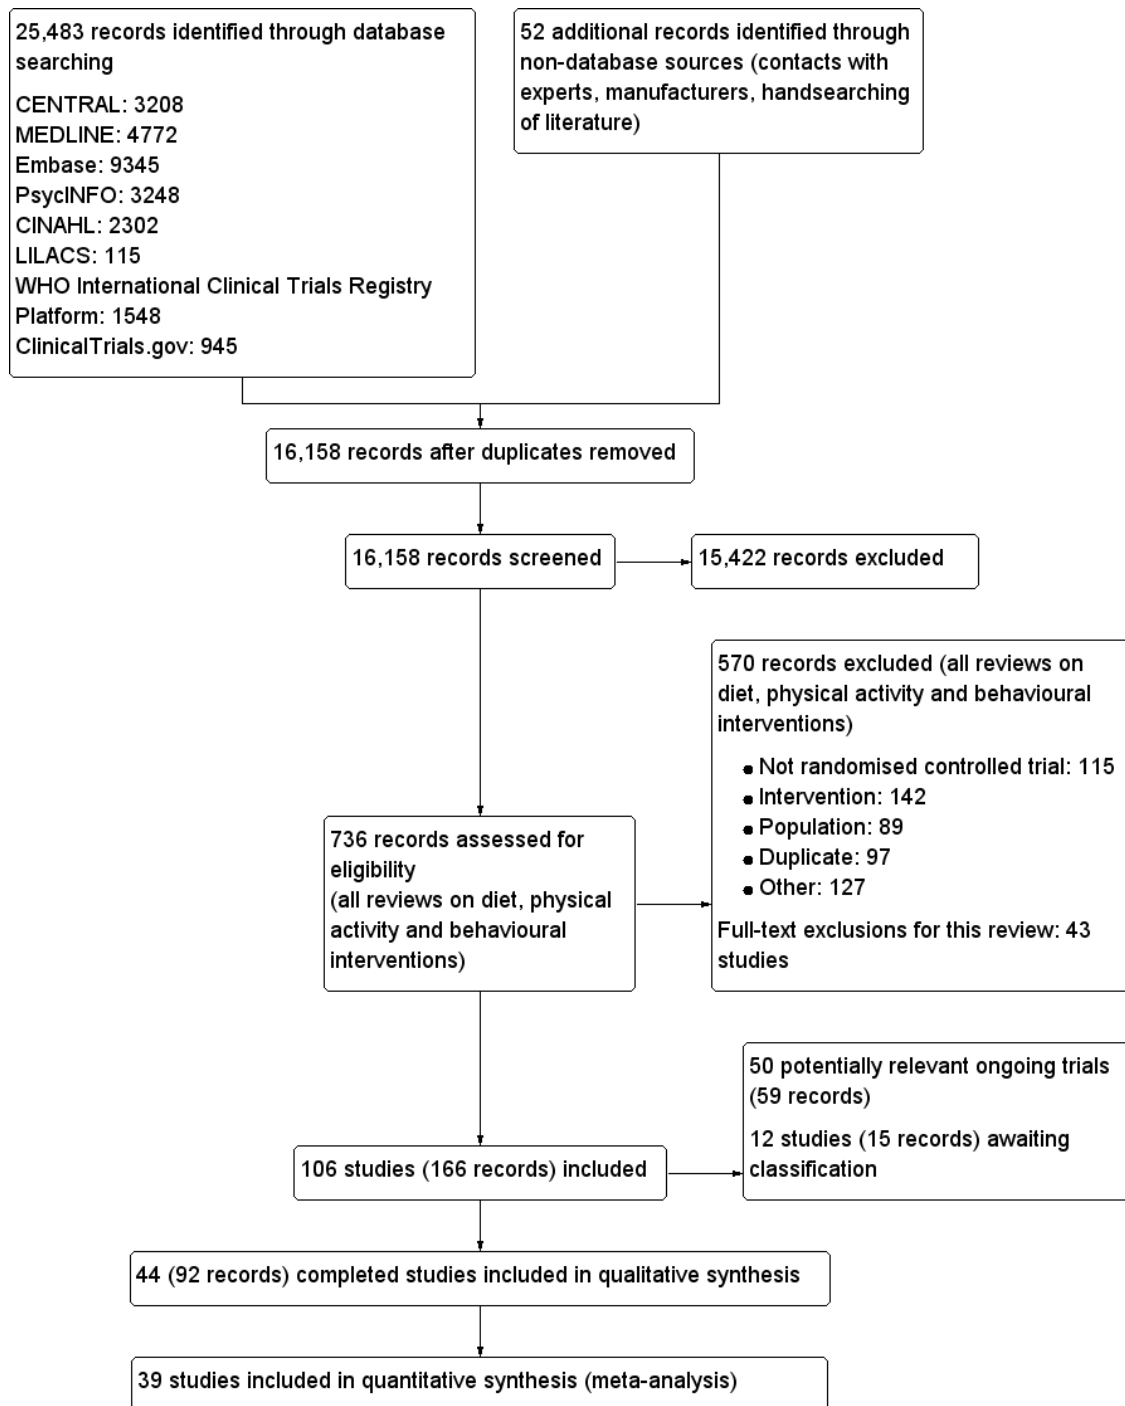 25,483 records identified through database
searching
CENTRAL: 3208
MEDLINE: 4772
Embase: 9345
PsycINFO: 3248
CINAHL: 2302
LILACS: 115
WHO International Clinical Trials Registry
Platform: 1548
ClinicalTrials.gov: 945
52 additional records identified through
non-database sources (contacts with
experts, manufacturers, handsearching
of literature)
16,158 records after duplicates removed
16,158 records screened
15,422 records excluded
736 records assessed for
eligibility
(all reviews on diet, physical
activity and behavioural
interventions)
570 records excluded (all reviews on
diet, physical activity and behavioural
interventions)
● Not randomised controlled trial: 115
● Intervention: 142
● Population: 89
● Duplicate: 97
● Other: 127
Full-text exclusions for this review: 43
studies
106 studies (166 records) included
50 potentially relevant ongoing trials
(59 records)
12 studies (15 records) awaiting
classification
44 (92 records) completed studies included in qualitative synthesis
39 studies included in quantitative synthesis (meta-analysis)